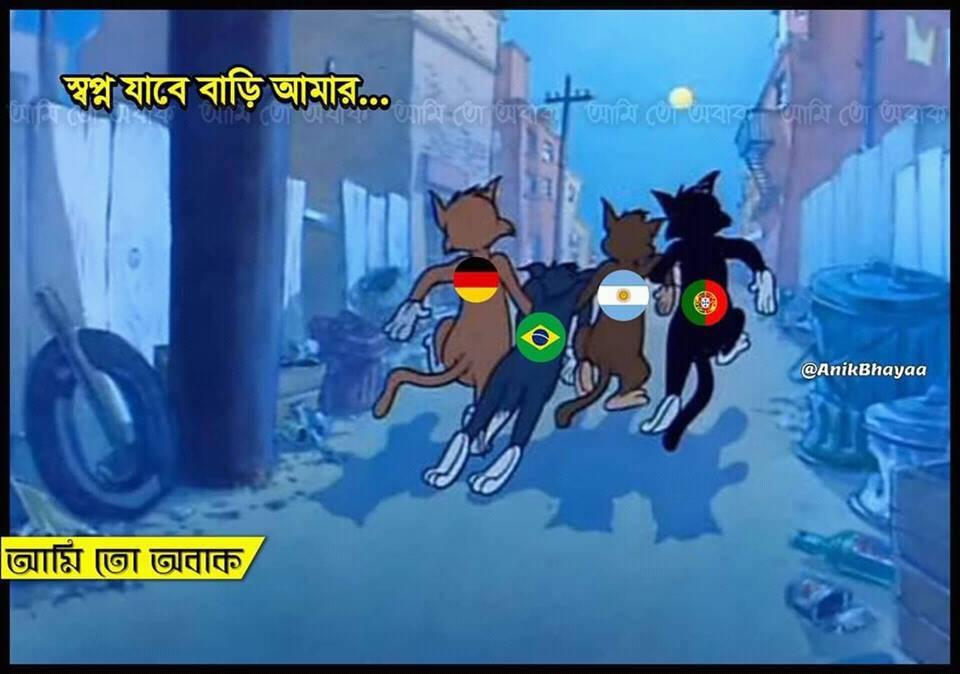 স্বপ্ন যাবে বাড়ি আমার...
আমি তো অবাক আমি তো অবাক আমি তো অবাক আমি তো অবাক আমি তো অবাক
@AnikBhayaa
আমি তো অবাক